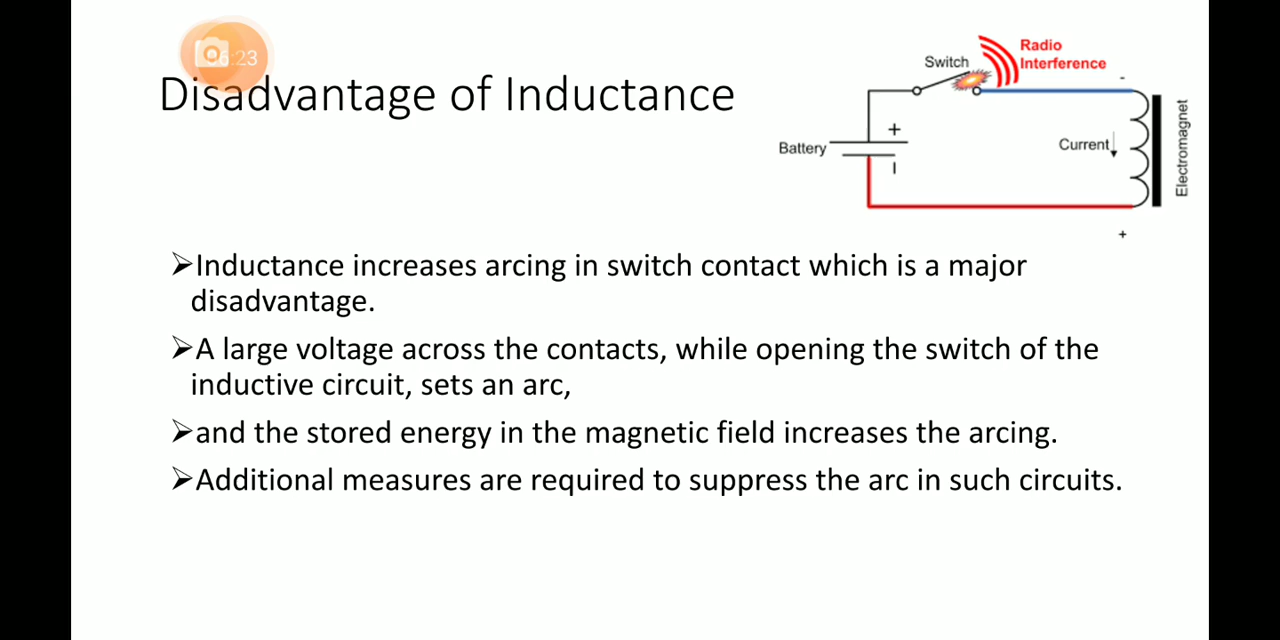 :23
Disadvantage of Inductance
Radio
Interference
Switch
-
+
Battery
Current
Electromagnet
+
➢Inductance increases arcing in switch contact which is a major
disadvantage.
➢A large voltage across the contacts, while opening the switch of the
inductive circuit, sets an arc,
➢and the stored energy in the magnetic field increases the arcing.
➢Additional measures are required to suppress the arc in such circuits.